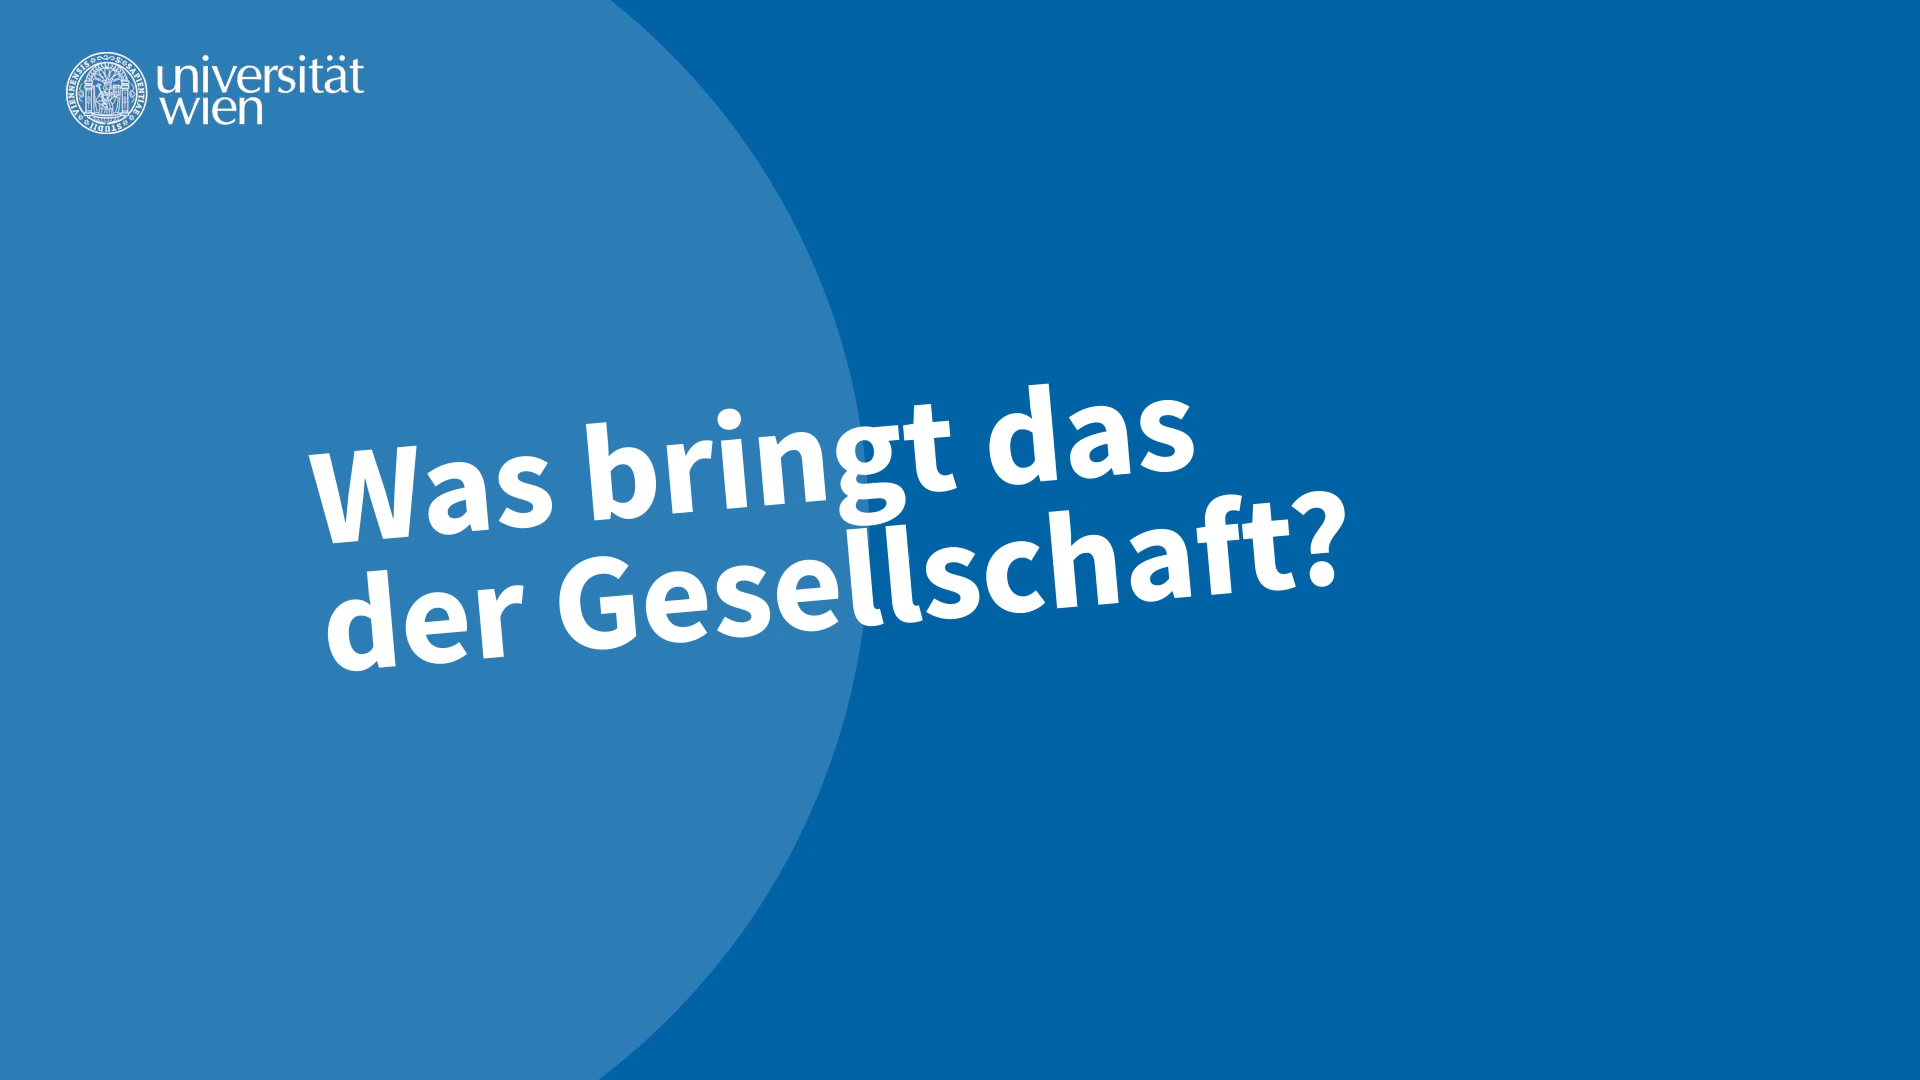 universität
wien
Was bringt das
der Gesellschaft?